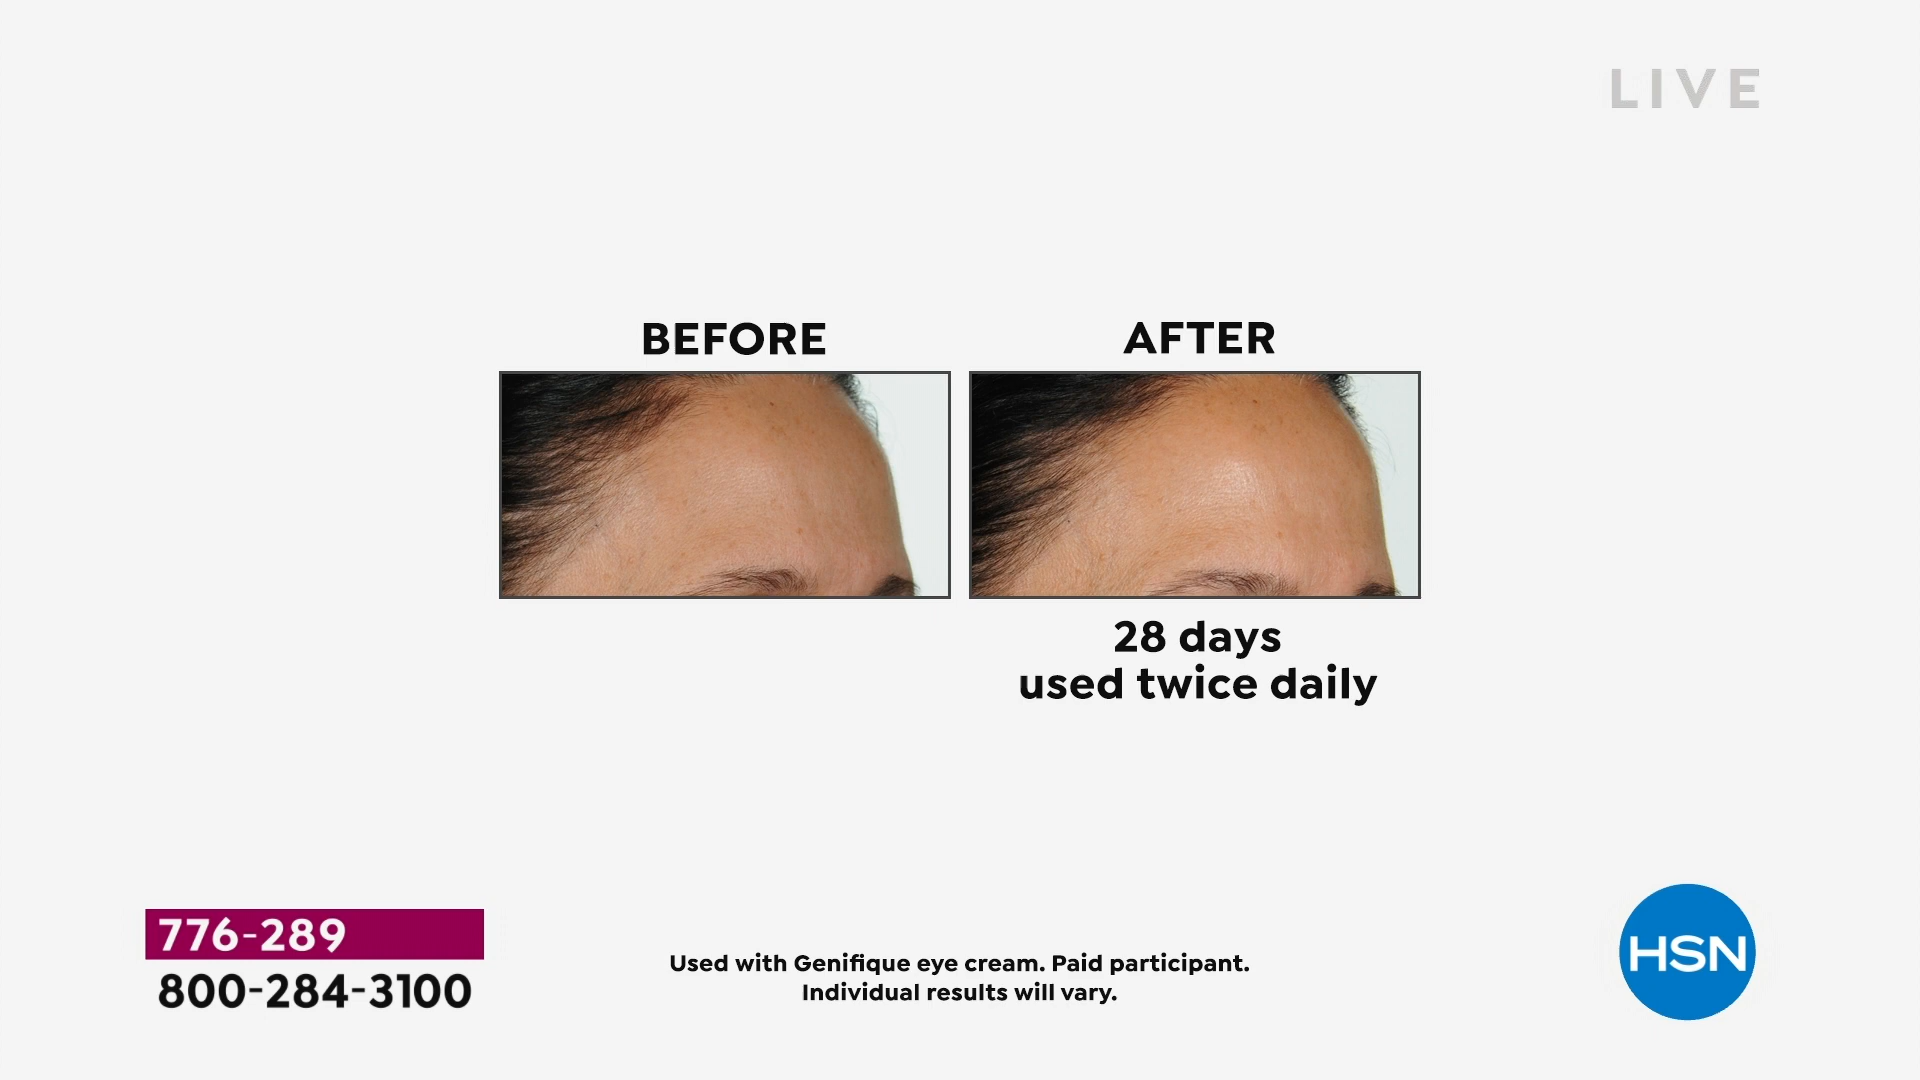 LIVE
BEFORE
AFTER
28 days
used twice daily
776-289
800-284-3100
Used with Genifique eye cream. Paid participant.
Individual results will vary.
HSN